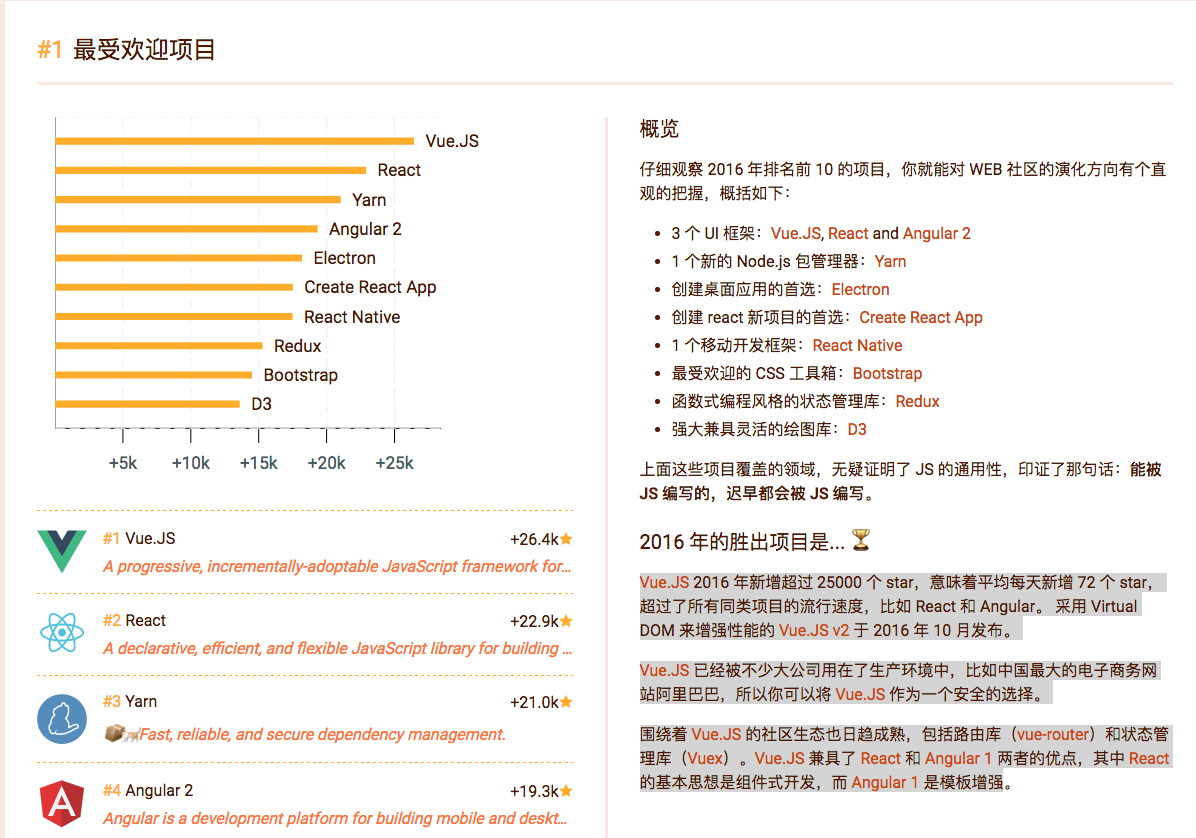 #1 最受欢迎项目
Vue.JS
React
Yarn
Angular 2
Electron
Create React App
React Native
Redux
Bootstrap
D3
+5k +10k +15k +20k +25k
#1 Vue.JS +26.4k
A progressive, incrementally-adoptable JavaScript framework for...
#2 React +22.9k
A declarative, efficient, and flexible JavaScript library for building ...
#3 Yarn +21.0k
Fast, reliable, and secure dependency management.
#4 Angular 2 +19.3k
Angular is a development platform for building mobile and deskt...
概览
仔细观察 2016 年排名前 10 的项目，你就能对 WEB 社区的演化方向有个直
观的把握，概括如下：
• 3 个 UI 框架：Vue.JS, React and Angular 2
• 1 个新的 Node.js 包管理器：Yarn
• 创建桌面应用的首选：Electron
• 创建 react 新项目的首选：Create React App
• 1 个移动开发框架：React Native
• 最受欢迎的 CSS 工具箱：Bootstrap
• 函数式编程风格的状态管理库：Redux
• 强大兼具灵活的绘图库：D3
上面这些项目覆盖的领域，无疑证明了 JS 的通用性，印证了那句话：能被
JS 编写的，迟早都会被 JS 编写。
2016 年的胜出项目是... 🏆
Vue.JS 2016 年新增超过 25000 个 star，意味着平均每天新增 72 个 star，
超过了所有同类项目的流行速度，比如 React 和 Angular。 采用 Virtual
DOM 来增强性能的 Vue.JS v2 于 2016 年 10 月发布。
Vue.JS 已经被不少大公司用在了生产环境中，比如中国最大的电子商务网
站阿里巴巴，所以你可以将 Vue.JS 作为一个安全的选择。
围绕着 Vue.JS 的社区生态也日趋成熟，包括路由库（vue-router）和状态管
理库（Vuex）。Vue.JS 兼具了 React 和 Angular 1 两者的优点，其中 React
的基本思想是组件式开发，而 Angular 1 是模板增强。